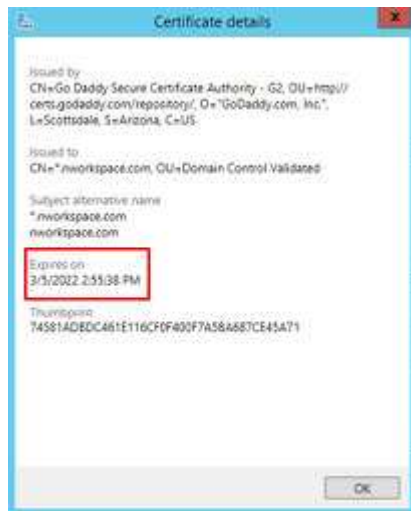 Certificate details
Issued by
CN=Go Daddy Secure Certificate Authority - G2, OU=http://
certs.godaddy.com/repository/, O="GoDaddy.com, Inc.",
L=Scottsdale, S=Arizona, C=US
Issued to
CN=*.nworkspace.com, OU=Domain Control Validated
Subject alternative name
*.nworkspace.com
nworkspace.com
Expires on
3/5/2022 2:55:38 PM
Thumbprint
74581ADBDC461E116CF0F400F7A58A687CE45A71
OK